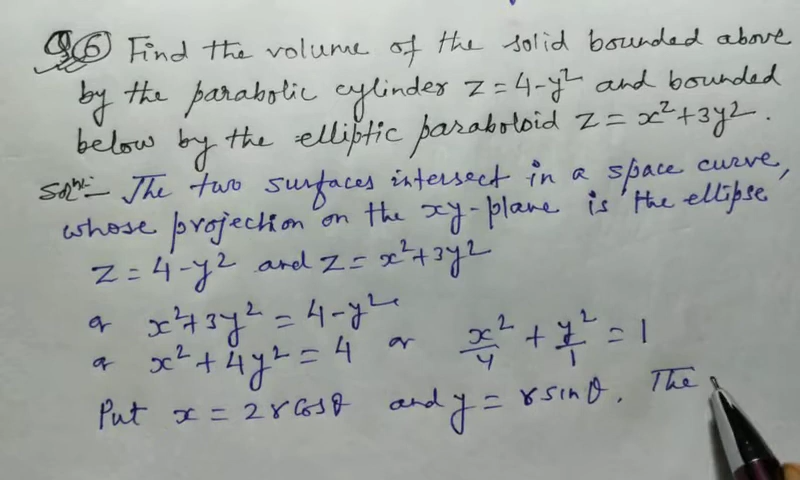 Q6 Find the volume of the solid bounded above
by the parabolic cylinder z = 4-y² and bounded
below by the elliptic paraboloid z = x²+3y².
Solⁿ:- The two surfaces intersect in a space curve,
whose projection on the xy-plane is the ellipse
z = 4-y² and z = x²+3y²
or x²+3y² = 4-y²
or x²+4y² = 4 or x²/4 + y²/1 = 1
Put x = 2r cosθ and y = r sinθ. The